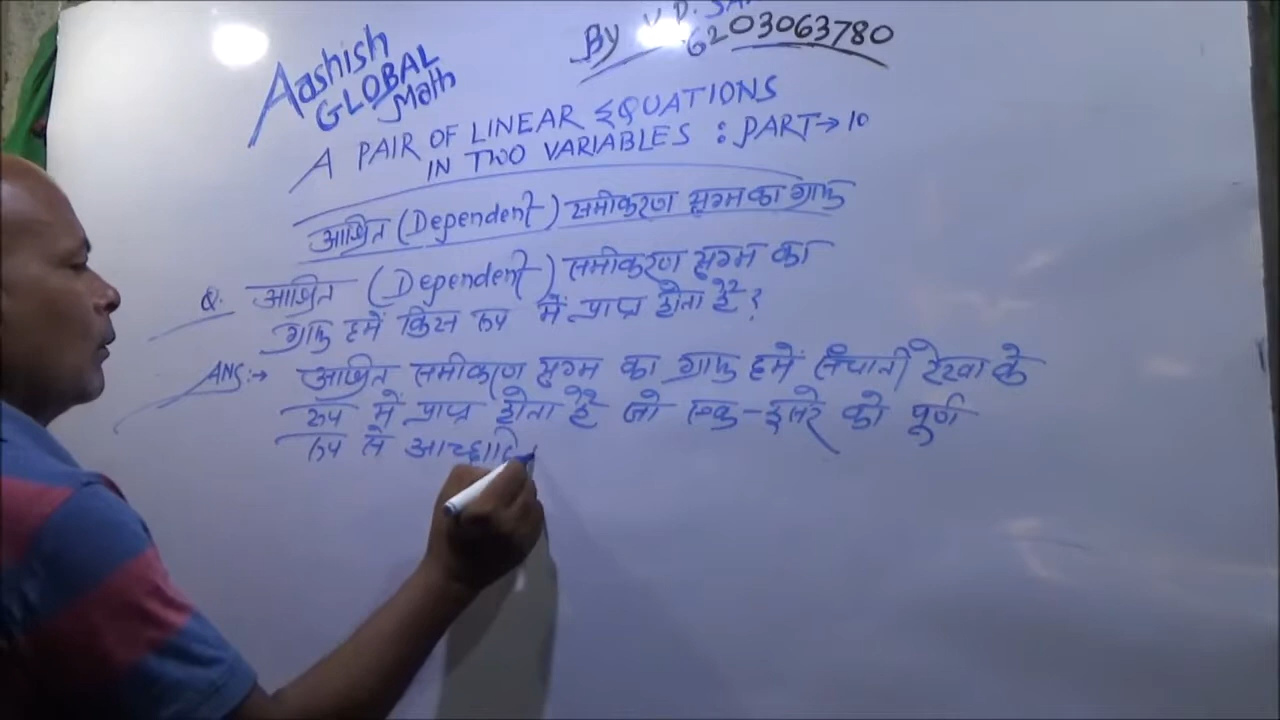 Aashish
GLOBAL
Math
By V.D. SA
6203063780
A PAIR OF LINEAR EQUATIONS
IN TWO VARIABLES : PART→10
आश्रित (Dependent) समीकरण युग्म का ग्राफ
Q. आश्रित (Dependent) समीकरण युग्म का
ग्राफ हमें किस रूप में प्राप्त होता है?
ANS:→ आश्रित समीकरण युग्म का ग्राफ हमें संपाती रेखा के
रूप में प्राप्त होता है जो एक-दूसरे को पूर्ण
रूप से आच्छादि